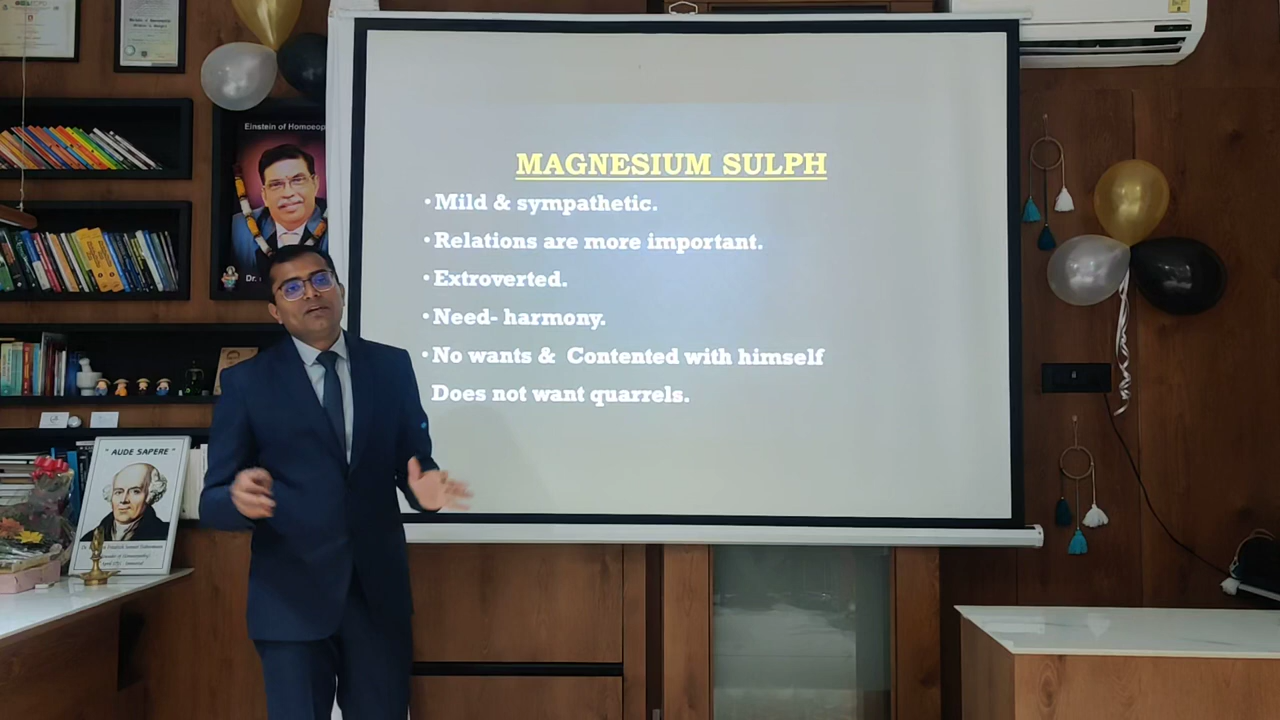 Einstein of Homoeop
Dr.
MAGNESIUM SULPH
• Mild & sympathetic.
• Relations are more important.
• Extroverted.
• Need- harmony.
• No wants & Contented with himself
Does not want quarrels.
" AUDE SAPERE "